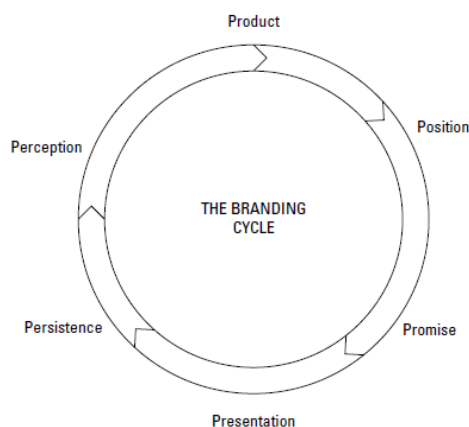 Product
Position
Promise
Presentation
Persistence
Perception
THE BRANDING
CYCLE